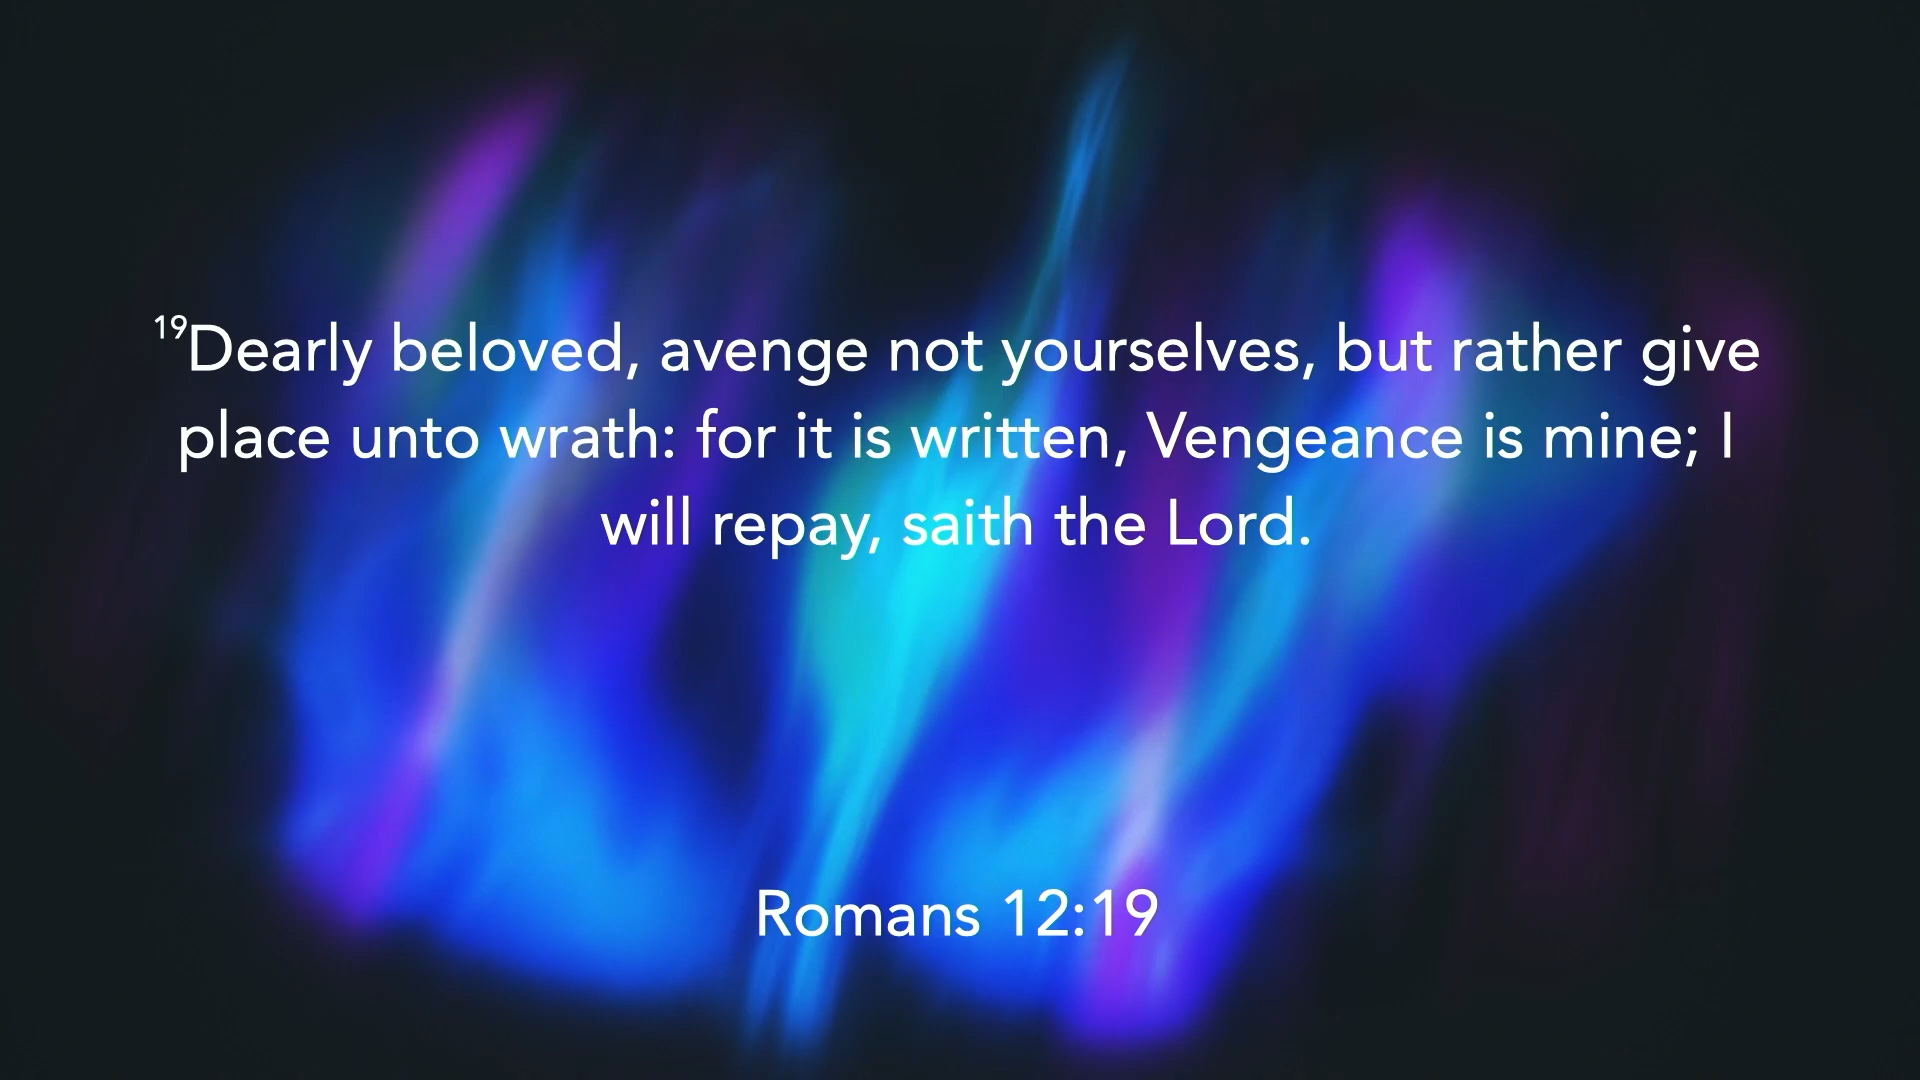 19Dearly beloved, avenge not yourselves, but rather give
place unto wrath: for it is written, Vengeance is mine; I
will repay, saith the Lord.
Romans 12:19